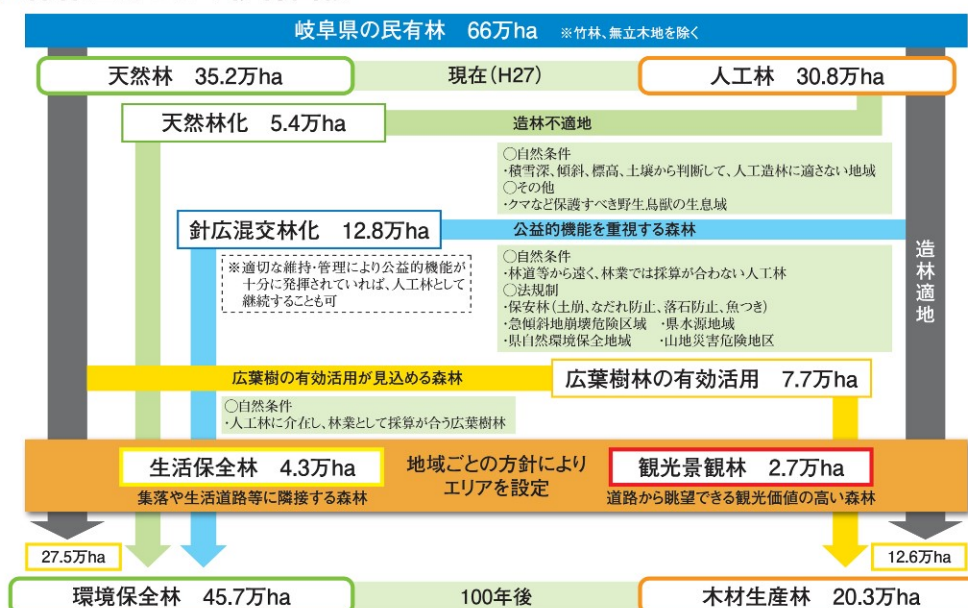 岐阜県の民有林 66万ha ※竹林、無立木地を除く
天然林 35.2万ha
現在(H27)
人工林 30.8万ha
天然林化 5.4万ha
造林不適地
○自然条件
・積雪深、傾斜、標高、土壌から判断して、人工造林に適さない地域
○その他
・クマなど保護すべき野生鳥獣の生息域
針広混交林化 12.8万ha
公益的機能を重視する森林
※適切な維持・管理により公益的機能が
十分に発揮されていれば、人工林として
継続することも可
○自然条件
・林道等から遠く、林業では採算が合わない人工林
○法規制
・保安林(土崩、なだれ防止、落石防止、魚つき)
・急傾斜地崩壊危険区域 ・県水源地域
・県自然環境保全地域 ・山地災害危険地区
造林適地
広葉樹の有効活用が見込める森林
広葉樹林の有効活用 7.7万ha
○自然条件
・人工林に介在し、林業として採算が合う広葉樹林
生活保全林 4.3万ha
集落や生活道路等に隣接する森林
地域ごとの方針により
エリアを設定
観光景観林 2.7万ha
道路から眺望できる観光価値の高い森林
27.5万ha
12.6万ha
環境保全林 45.7万ha
100年後
木材生産林 20.3万ha